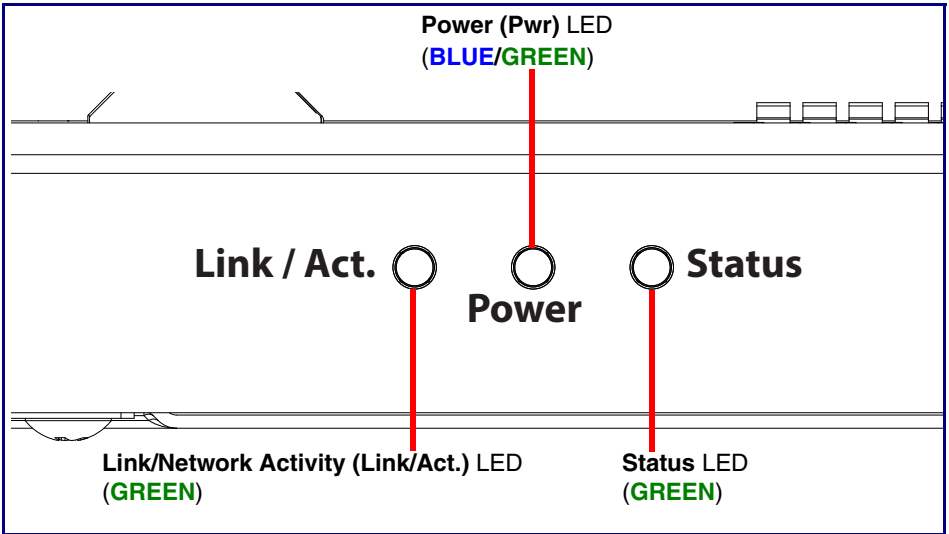 Power (Pwr) LED
(BLUE/GREEN)
Link / Act.
Status
Power
Link/Network Activity (Link/Act.) LED
(GREEN)
Status LED
(GREEN)